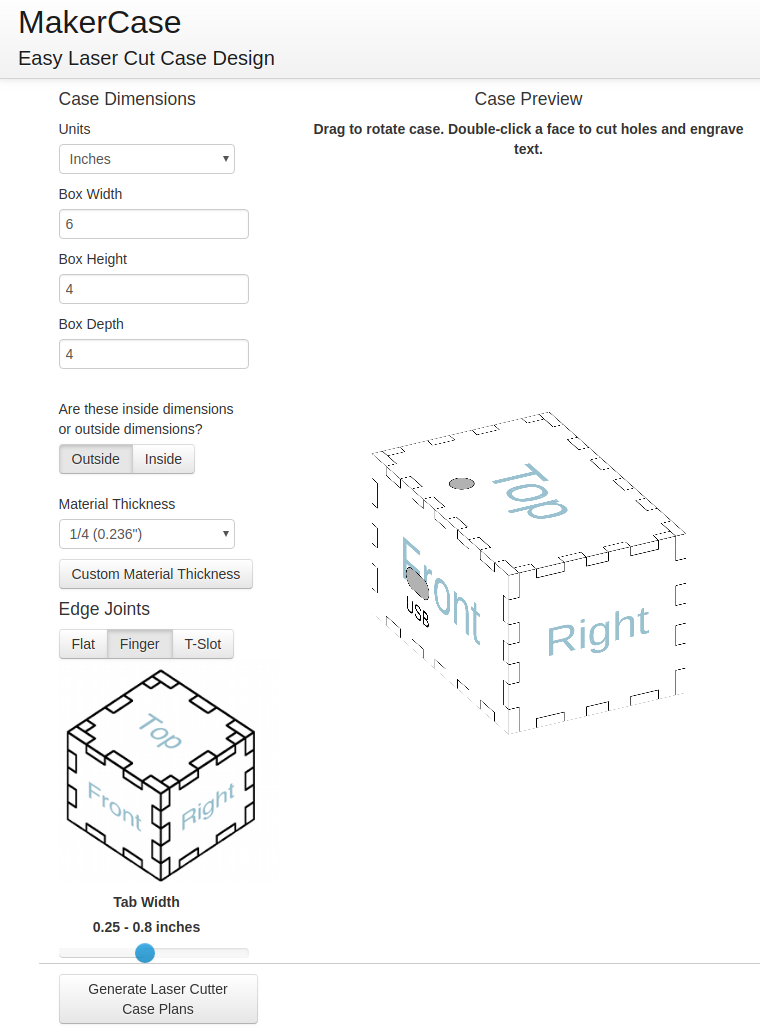 MakerCase
Easy Laser Cut Case Design
Case Dimensions
Units
Inches
Box Width
6
Box Height
4
Box Depth
4
Are these inside dimensions
or outside dimensions?
Outside Inside
Material Thickness
1/4 (0.236")
Custom Material Thickness
Edge Joints
Flat Finger T-Slot
Top
Front
Right
Tab Width
0.25 - 0.8 inches
Generate Laser Cutter
Case Plans
Case Preview
Drag to rotate case. Double-click a face to cut holes and engrave
text.
Top
Front
USB
Right